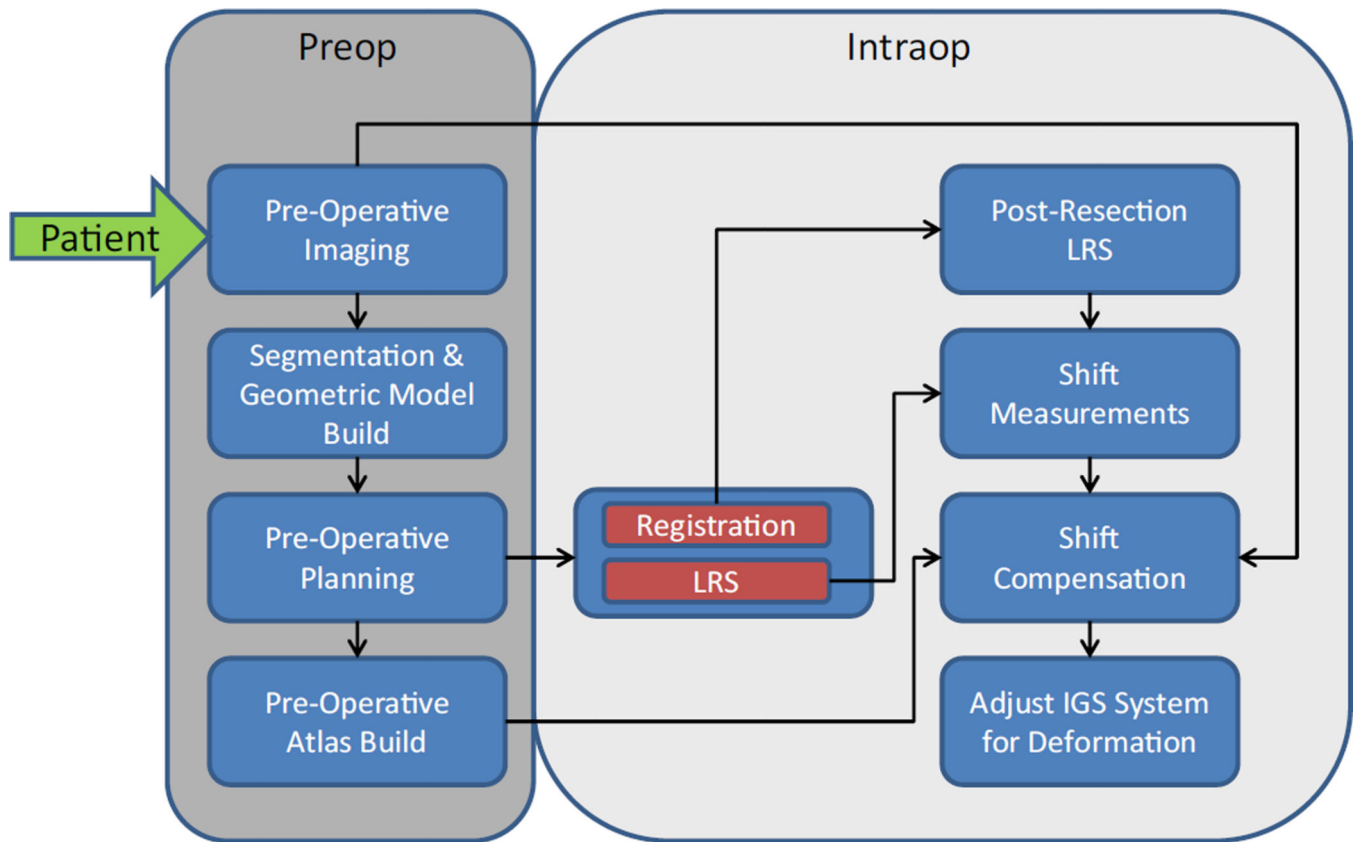 Preop
Patient
Pre-Operative
Imaging
Segmentation &
Geometric Model
Build
Pre-Operative
Planning
Pre-Operative
Atlas Build
Intraop
Registration
LRS
Post-Resection
LRS
Shift
Measurements
Shift
Compensation
Adjust IGS System
for Deformation